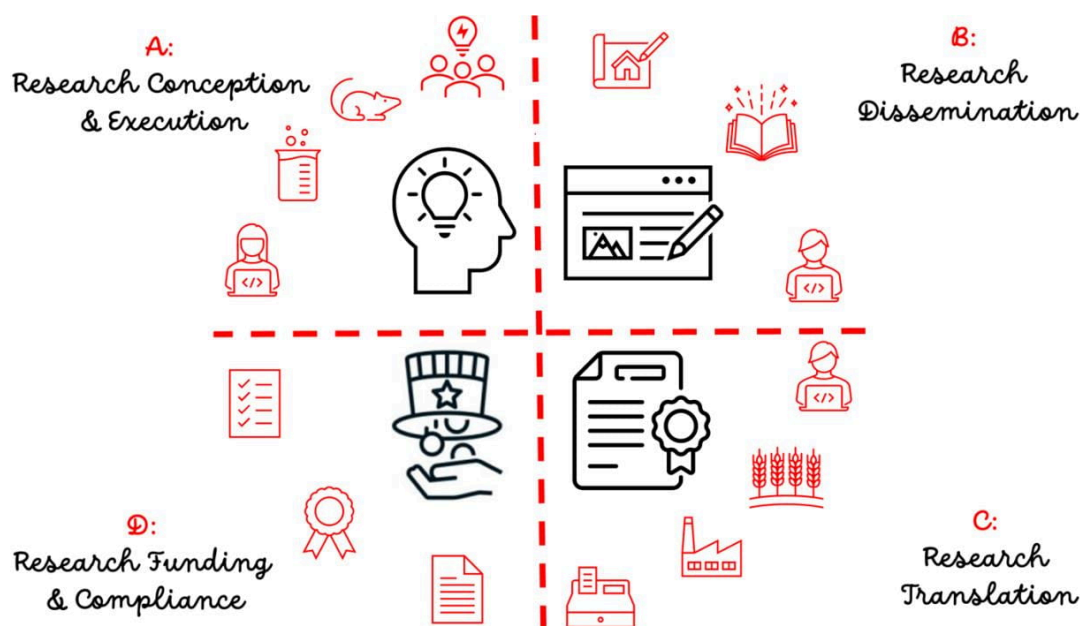 A:
Research Conception
& Execution
B:
Research
Dissemination
</>
</>
</>
D:
Research Funding
& Compliance
C:
Research
Translation